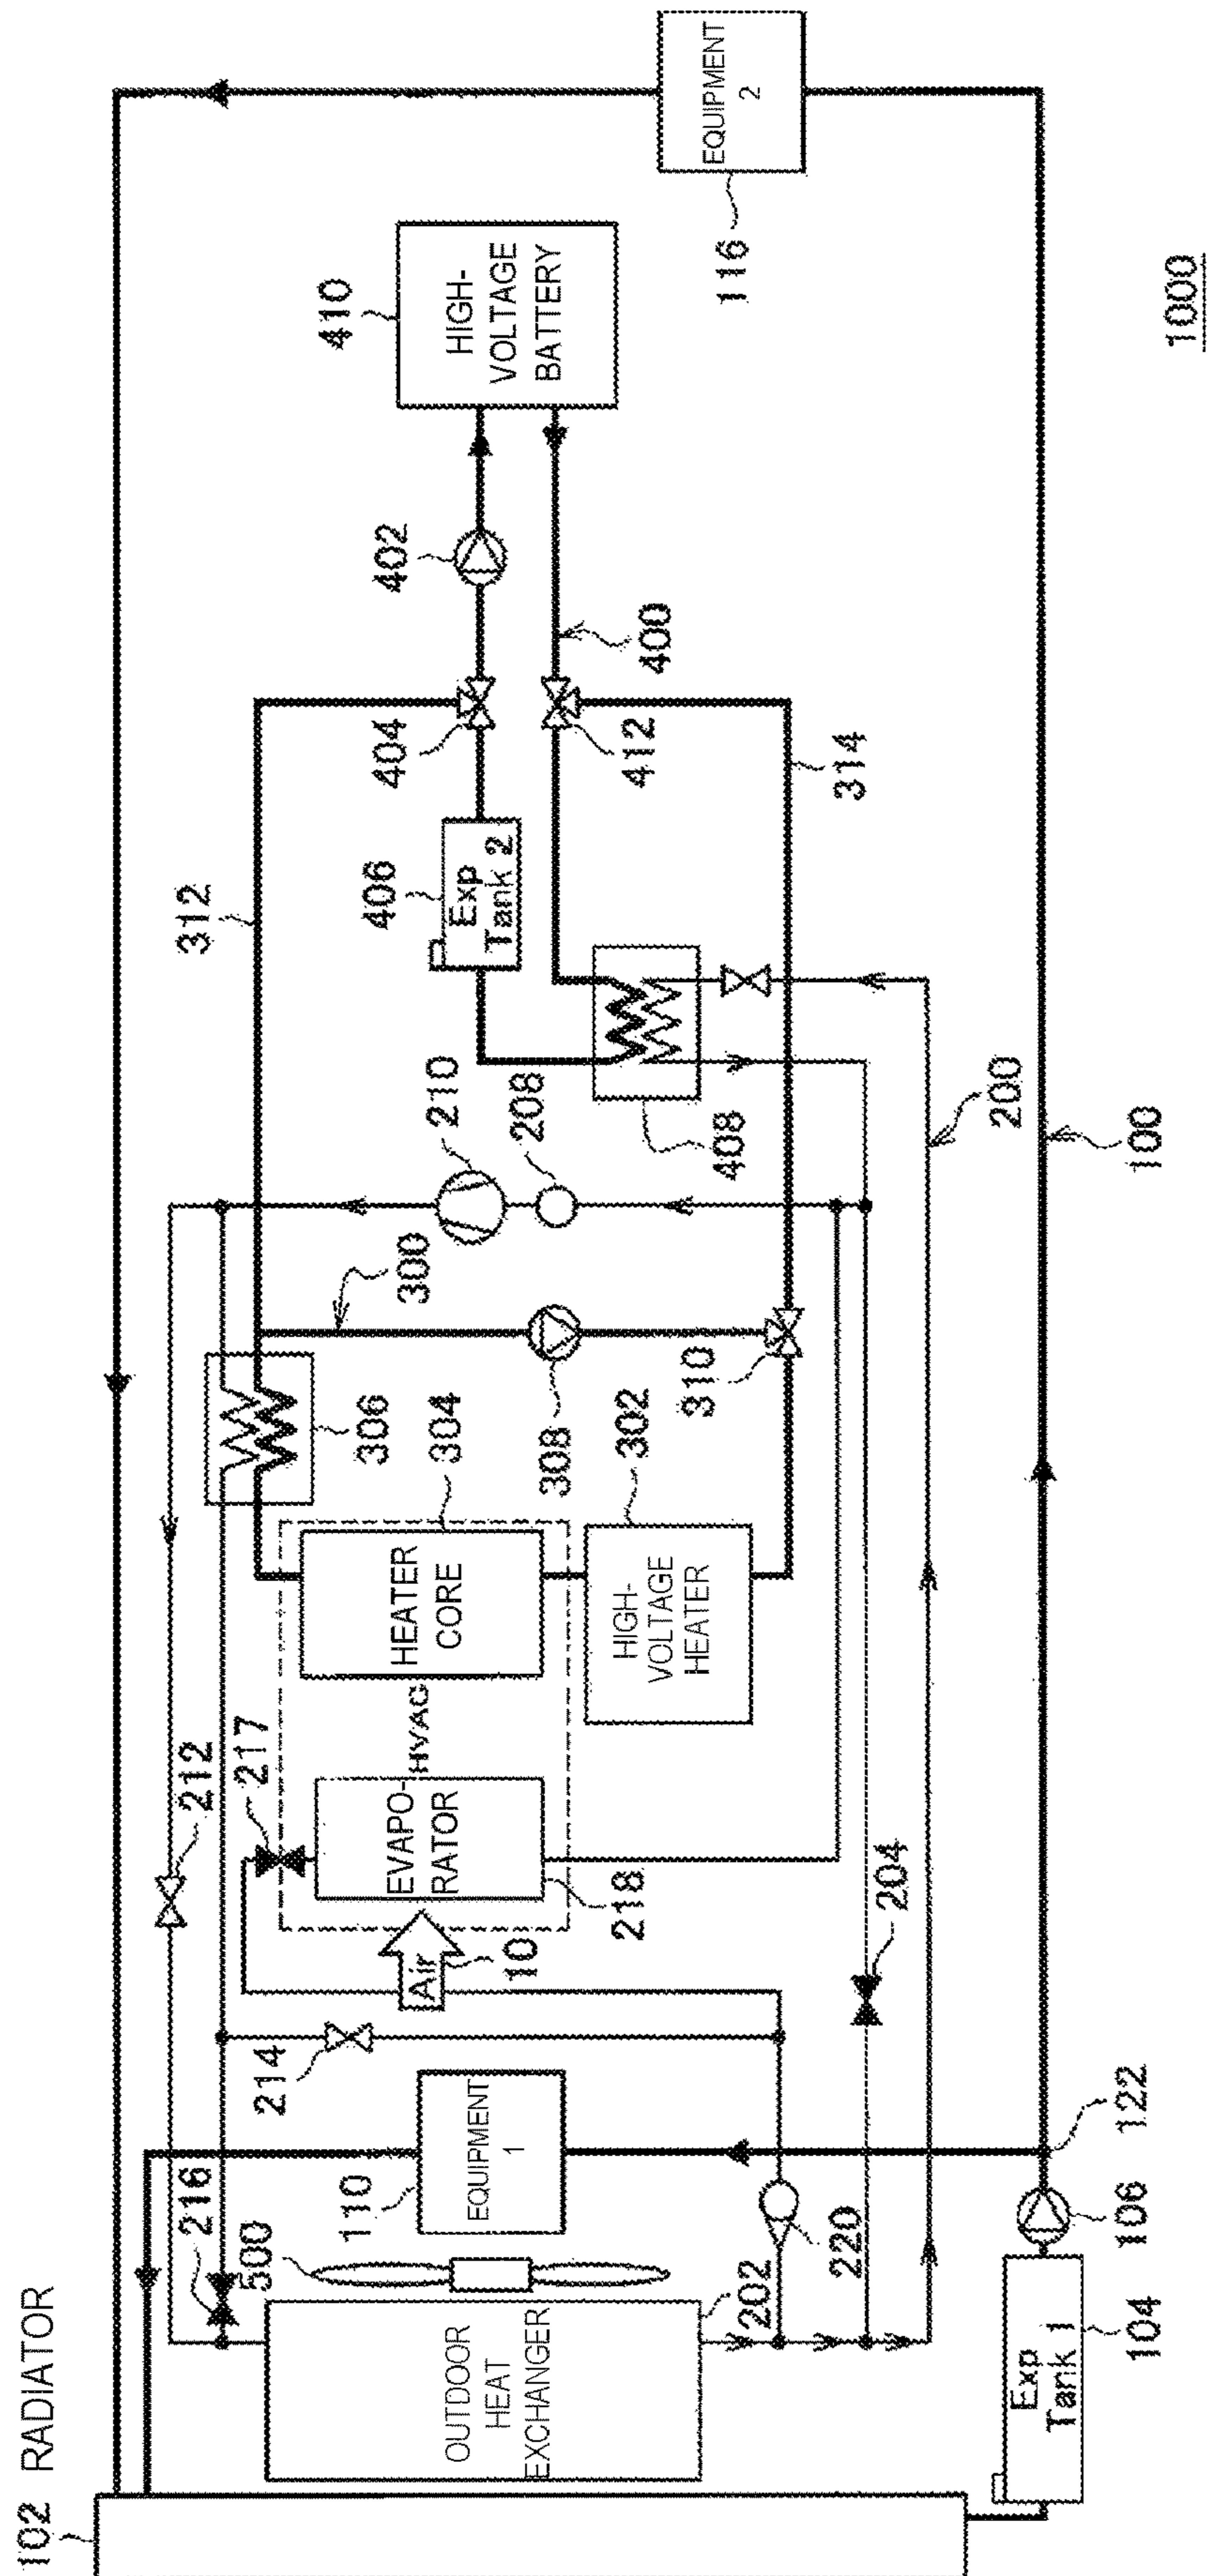 102 RADIATOR
216
212
312
500
214
217
110
Air
10
HVAC
306
304
300
210
406
404
402
410
OUTDOOR
HEAT
EXCHANGER
EQUIPMENT
1
EVAPO-
RATOR
HEATER
CORE
Exp
Tank 2
HIGH-
VOLTAGE
BATTERY
202
220
218
308
302
208
HIGH-
VOLTAGE
HEATER
310
412
400
408
314
EQUIPMENT
2
116
204
Exp
Tank 1
104
106
122
200
100
1000